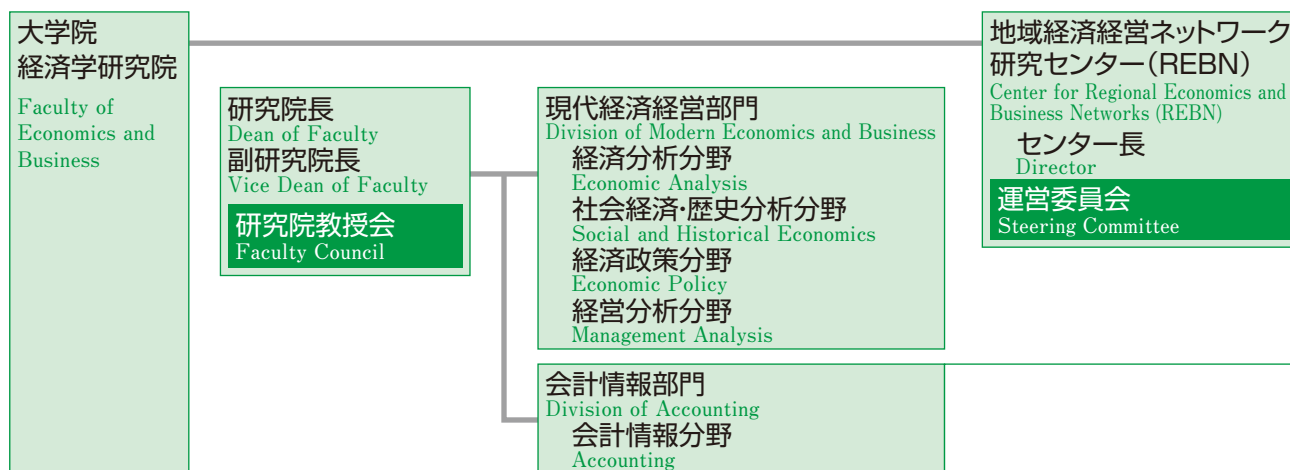 大学院
経済学研究院
Faculty of
Economics and
Business
研究院長
Dean of Faculty
副研究院長
Vice Dean of Faculty
研究院教授会
Faculty Council
現代経済経営部門
Division of Modern Economics and Business
経済分析分野
Economic Analysis
社会経済・歴史分析分野
Social and Historical Economics
経済政策分野
Economic Policy
経営分析分野
Management Analysis
会計情報部門
Division of Accounting
会計情報分野
Accounting
地域経済経営ネットワーク
研究センター（REBN）
Center for Regional Economics and
Business Networks (REBN)
センター長
Director
運営委員会
Steering Committee